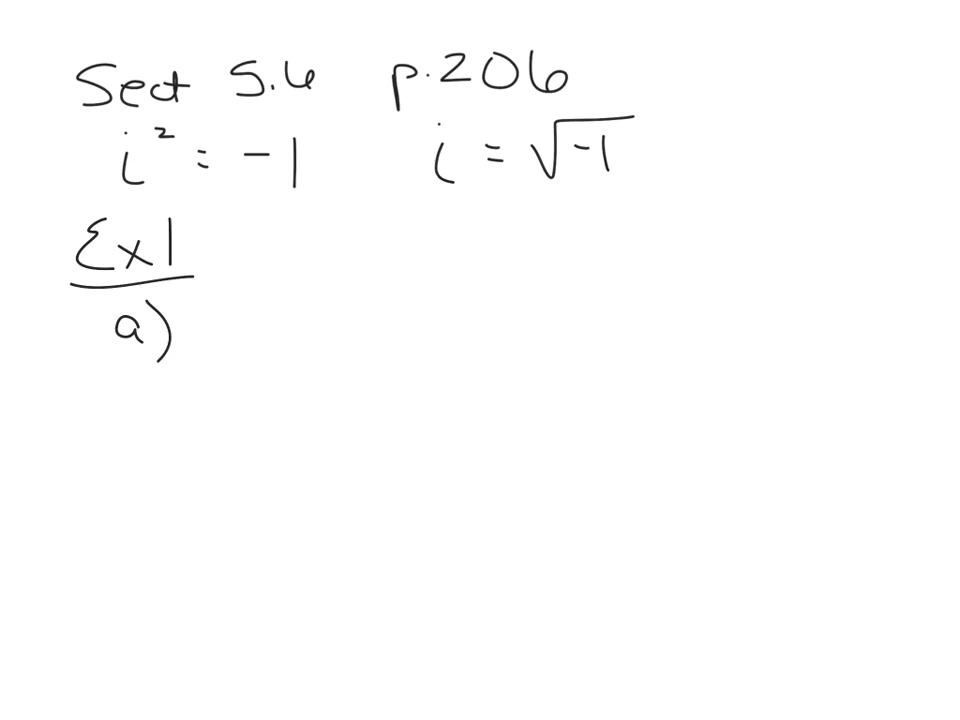 Sect 5.6 p.206
i² = -1 i = √-1
Ex1
a)